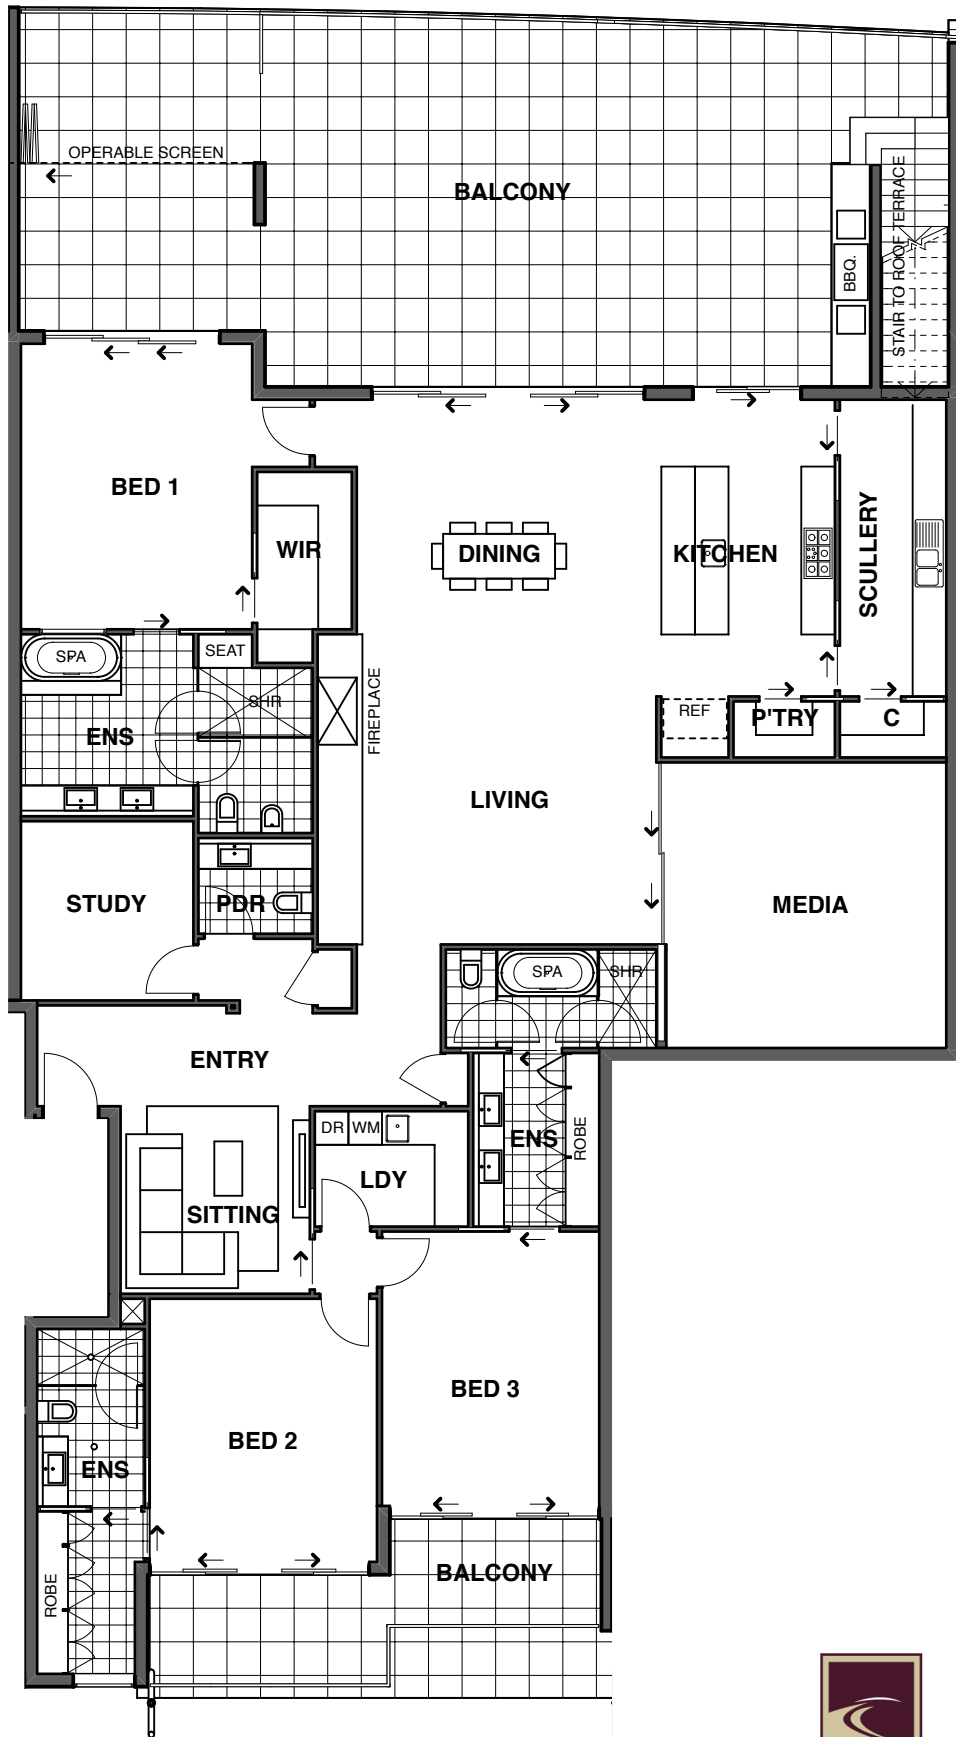 OPERABLE SCREEN
BALCONY
BBQ.
STAIR TO ROOF TERRACE
BED 1
WIR
DINING
KITCHEN
SCULLERY
SPA
SEAT
SHR
ENS
FIREPLACE
REF
P'TRY
C
LIVING
STUDY
PDR
MEDIA
SPA
SHR
ENTRY
DR
WM
LDY
ENS
ROBE
SITTING
BED 3
BED 2
ENS
ROBE
BALCONY